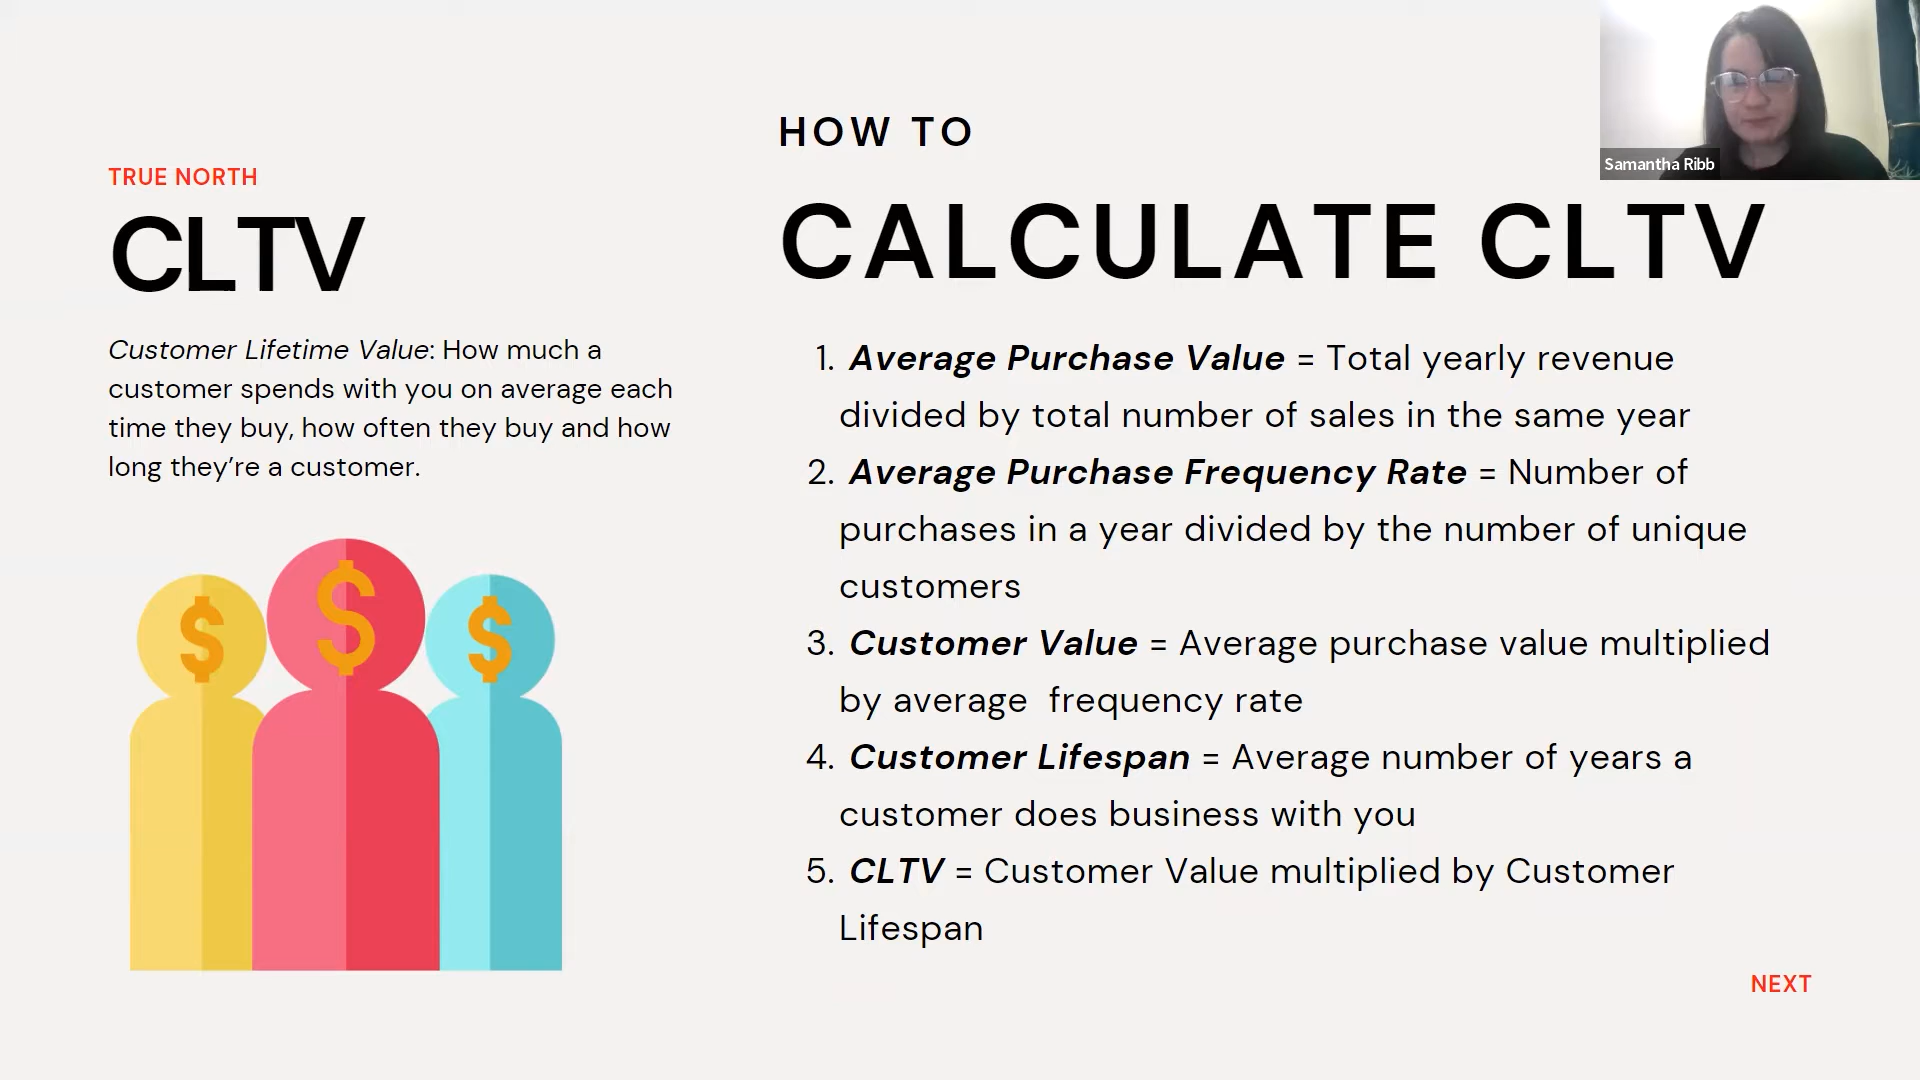 TRUE NORTH
CLTV
Customer Lifetime Value: How much a
customer spends with you on average each
time they buy, how often they buy and how
long they’re a customer.
$ $ $
HOW TO
CALCULATE CLTV
1. Average Purchase Value = Total yearly revenue
divided by total number of sales in the same year
2. Average Purchase Frequency Rate = Number of
purchases in a year divided by the number of unique
customers
3. Customer Value = Average purchase value multiplied
by average  frequency rate
4. Customer Lifespan = Average number of years a
customer does business with you
5. CLTV = Customer Value multiplied by Customer
Lifespan
NEXT
Samantha Ribb